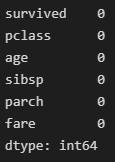 survived    0
pclass      0
age         0
sibsp       0
parch       0
fare        0
dtype: int64